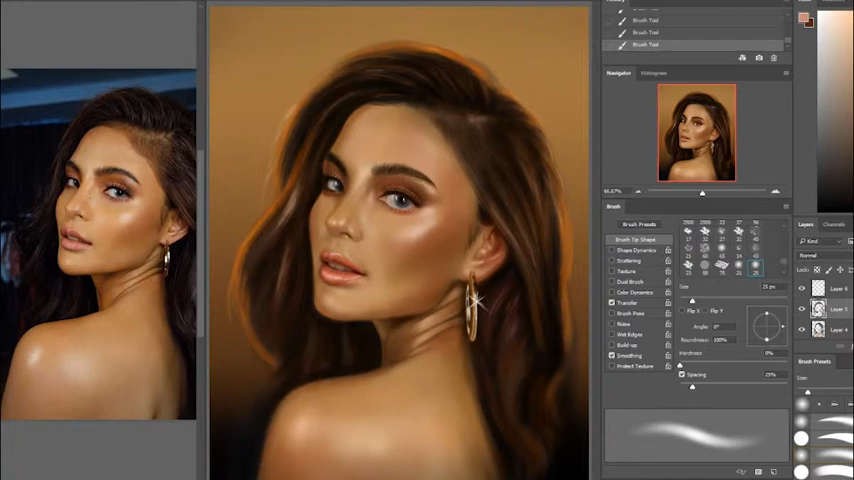 Brush Tool
Brush Tool
Brush Tool
Navigator
Histogram
66.67%
Brush
Brush Presets
Brush Tip Shape
Shape Dynamics
Scattering
Texture
Dual Brush
Color Dynamics
Transfer
Brush Pose
Noise
Wet Edges
Build-up
Smoothing
Protect Texture
Size
25 px
Flip X
Flip Y
Angle:
0°
Roundness:
100%
Hardness
0%
Spacing
25%
Layers
Channels
Kind
Normal
Lock:
Layer 6
Layer 5
Layer 4
Brush Presets
Size: